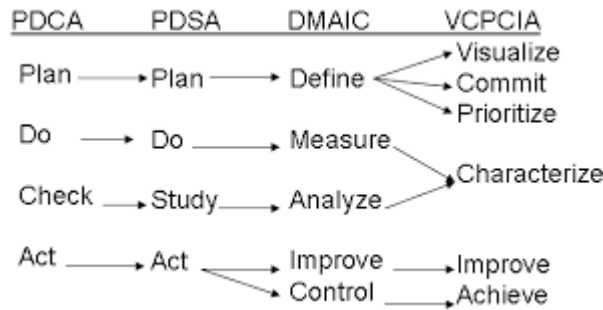 PDCA PDSA DMAIC VCPCIA
Visualize
Plan Plan Define Commit
Prioritize
Do Do Measure
Characterize
Check Study Analyze
Act Act Improve Improve
Control Achieve